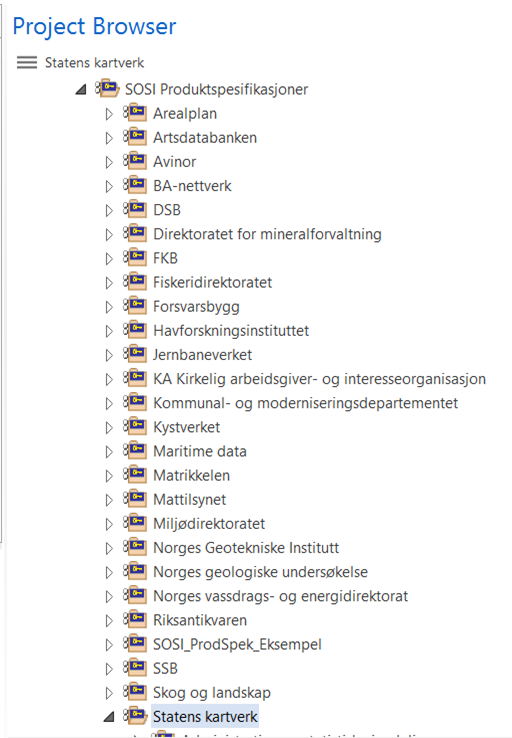 Project Browser
Statens kartverk
SOSI Produktspesifikasjoner
Arealplan
Artsdatabanken
Avinor
BA-nettverk
DSB
Direktoratet for mineralforvaltning
FKB
Fiskeridirektoratet
Forsvarsbygg
Havforskningsinstituttet
Jernbaneverket
KA Kirkelig arbeidsgiver- og interesseorganisasjon
Kommunal- og moderniseringsdepartementet
Kystverket
Maritime data
Matrikkelen
Mattilsynet
Miljødirektoratet
Norges Geotekniske Institutt
Norges geologiske undersøkelse
Norges vassdrags- og energidirektorat
Riksantikvaren
SOSI_ProdSpek_Eksempel
SSB
Skog og landskap
Statens kartverk